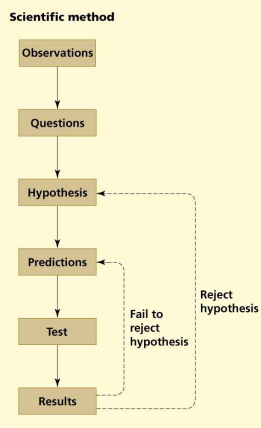 Scientific method
Observations
Questions
Hypothesis
Predictions
Test
Results
Fail to
reject
hypothesis
Reject
hypothesis